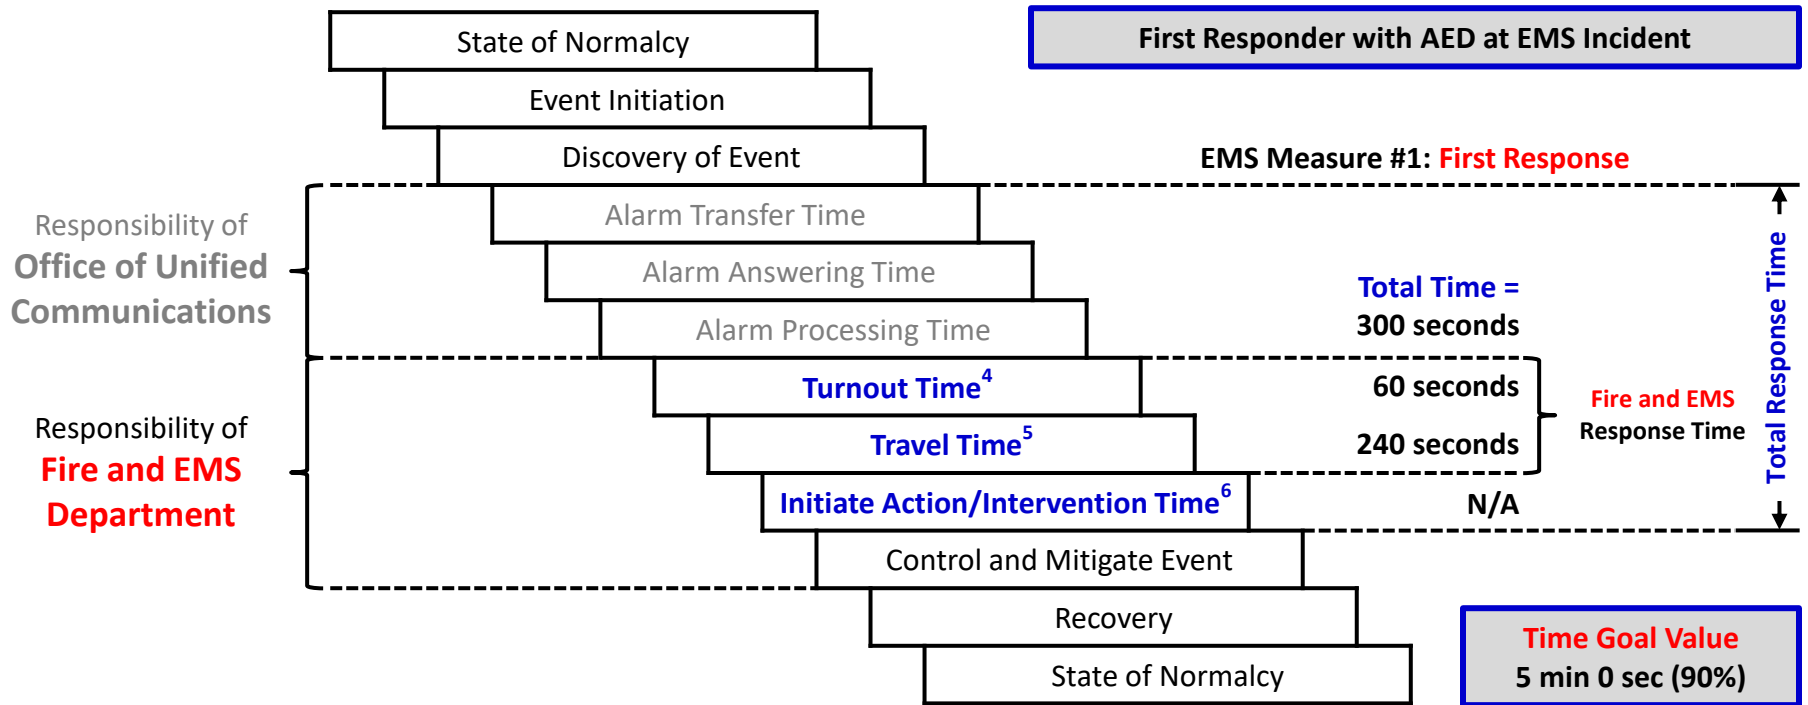 State of Normalcy
First Responder with AED at EMS Incident
Event Initiation
Discovery of Event
EMS Measure #1: First Response
Responsibility of
Office of Unified
Communications
Alarm Transfer Time
Alarm Answering Time
Alarm Processing Time
Total Time =
300 seconds
Total Response Time
Responsibility of
Fire and EMS
Department
Turnout Time4
60 seconds
Travel Time5
240 seconds
Fire and EMS
Response Time
Initiate Action/Intervention Time6
N/A
Control and Mitigate Event
Recovery
State of Normalcy
Time Goal Value
5 min 0 sec (90%)